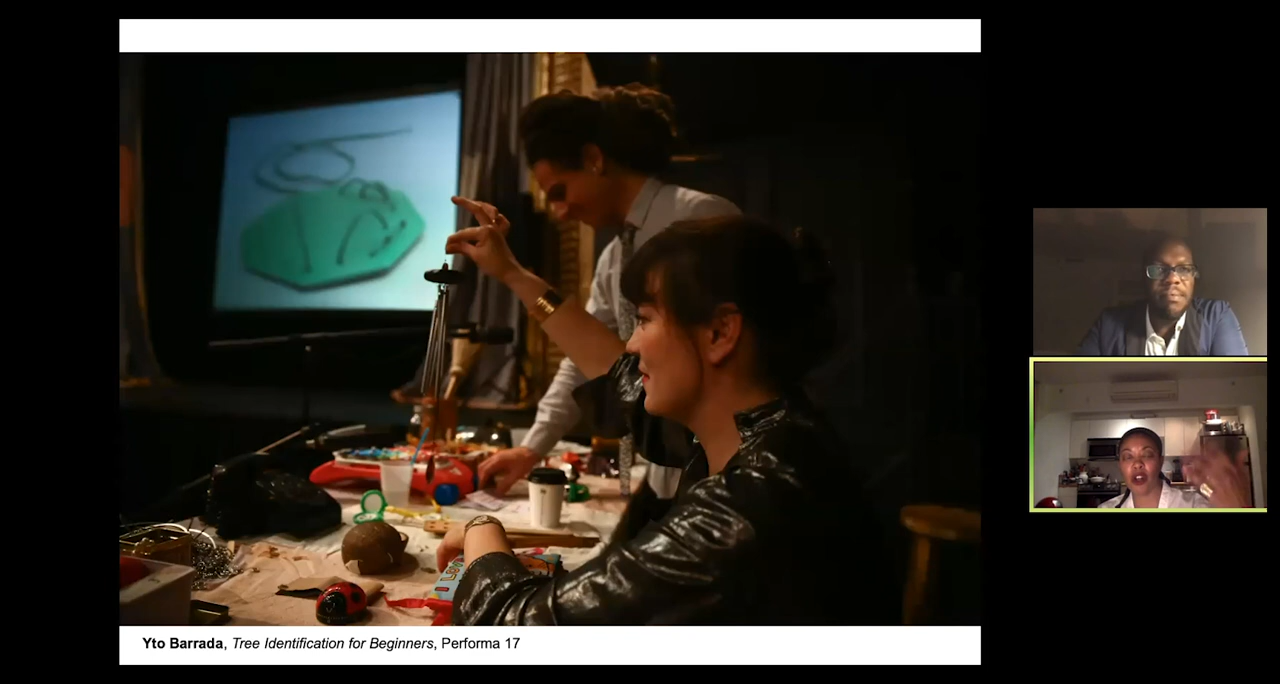 Yto Barrada, Tree Identification for Beginners, Performa 17